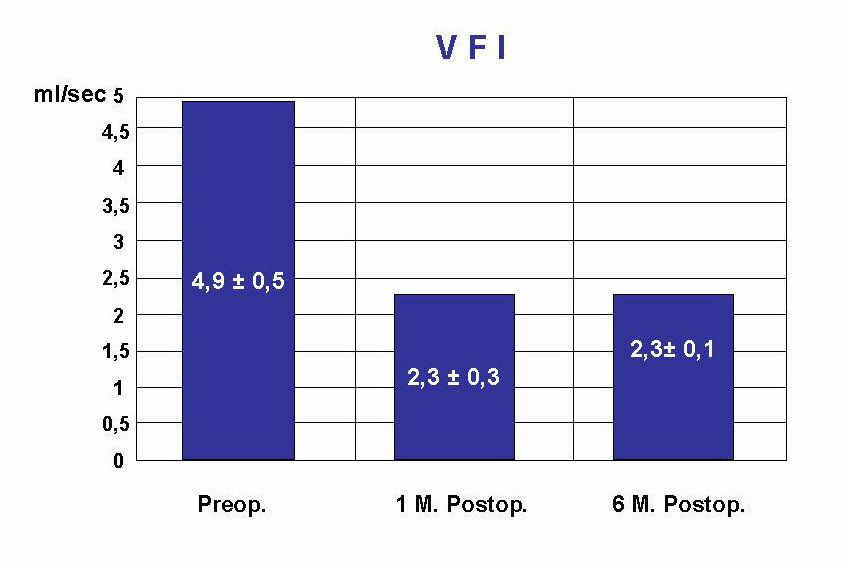 V F I
ml/sec 5
4,5
4
3,5
3
2,5
2
1,5
1
0,5
0
4,9 ± 0,5
2,3 ± 0,3
2,3± 0,1
Preop.
1 M. Postop.
6 M. Postop.